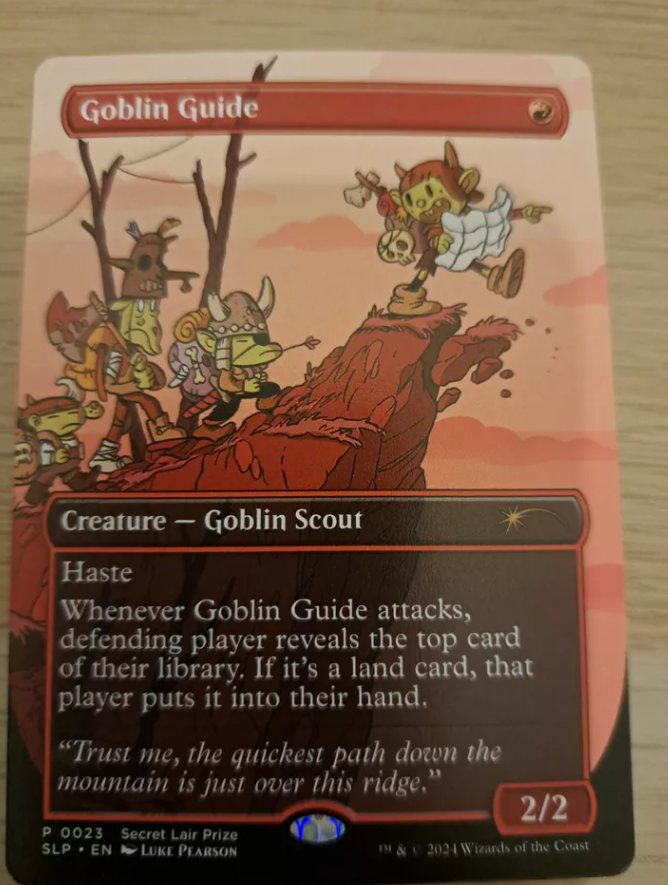 Goblin Guide
Creature — Goblin Scout
Haste
Whenever Goblin Guide attacks,
defending player reveals the top card
of their library. If it's a land card, that
player puts it into their hand.
“Trust me, the quickest path down the
mountain is just over this ridge.”
2/2
P 0023 Secret Lair Prize
SLP • EN LUKE PEARSON
™ & © 2024 Wizards of the Coast